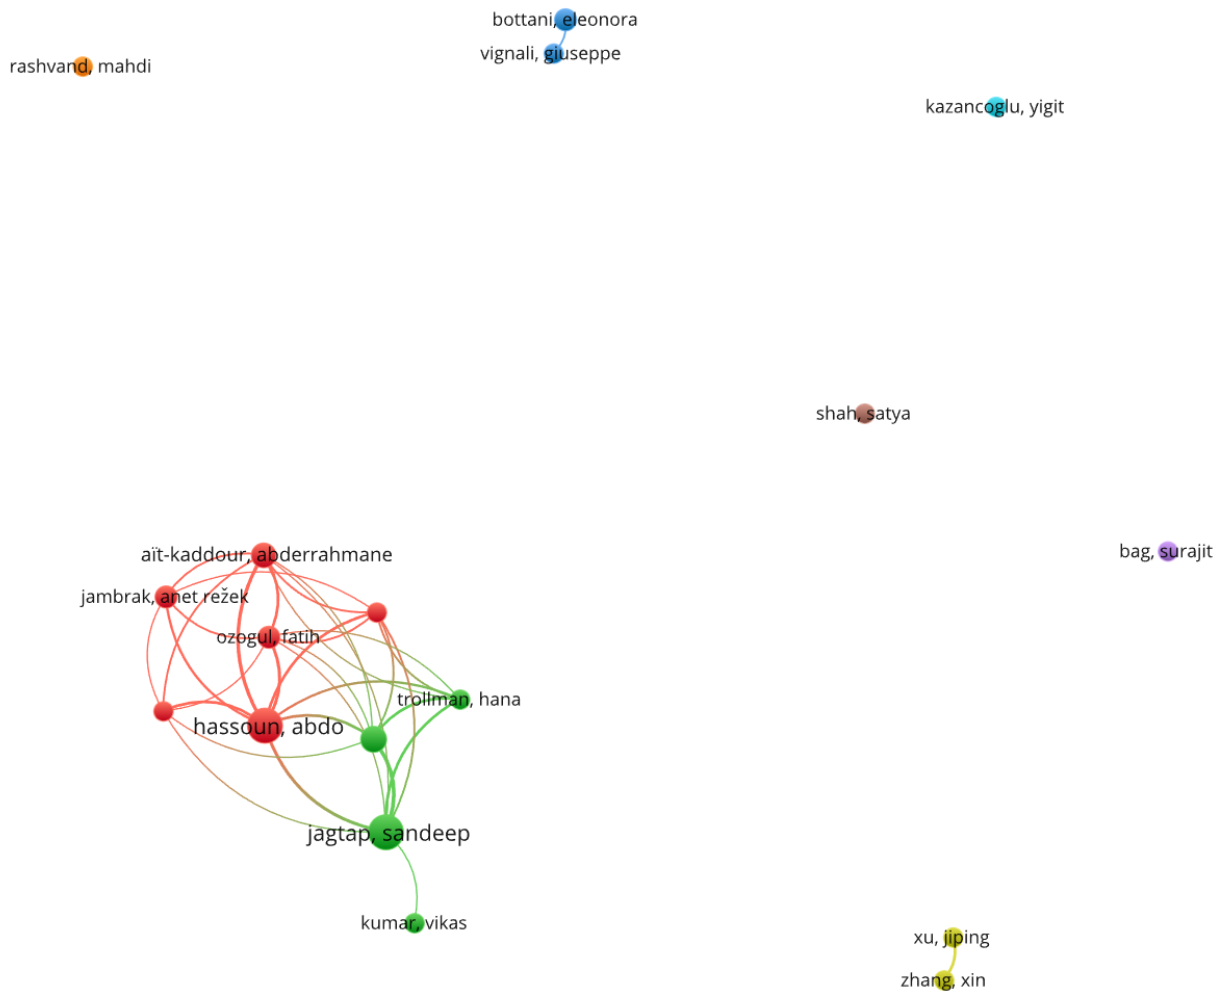 bottani, eleonora
vignali, giuseppe
rashvand, mahdi
kazancoglu, yigit
shah, satya
bag, surajit
aït-kaddour, abderrahmane
jambrak, anet režek
ozogul, fatih
trollman, hana
hassoun, abdo
jagtap, sandeep
kumar, vikas
xu, jiping
zhang, xin